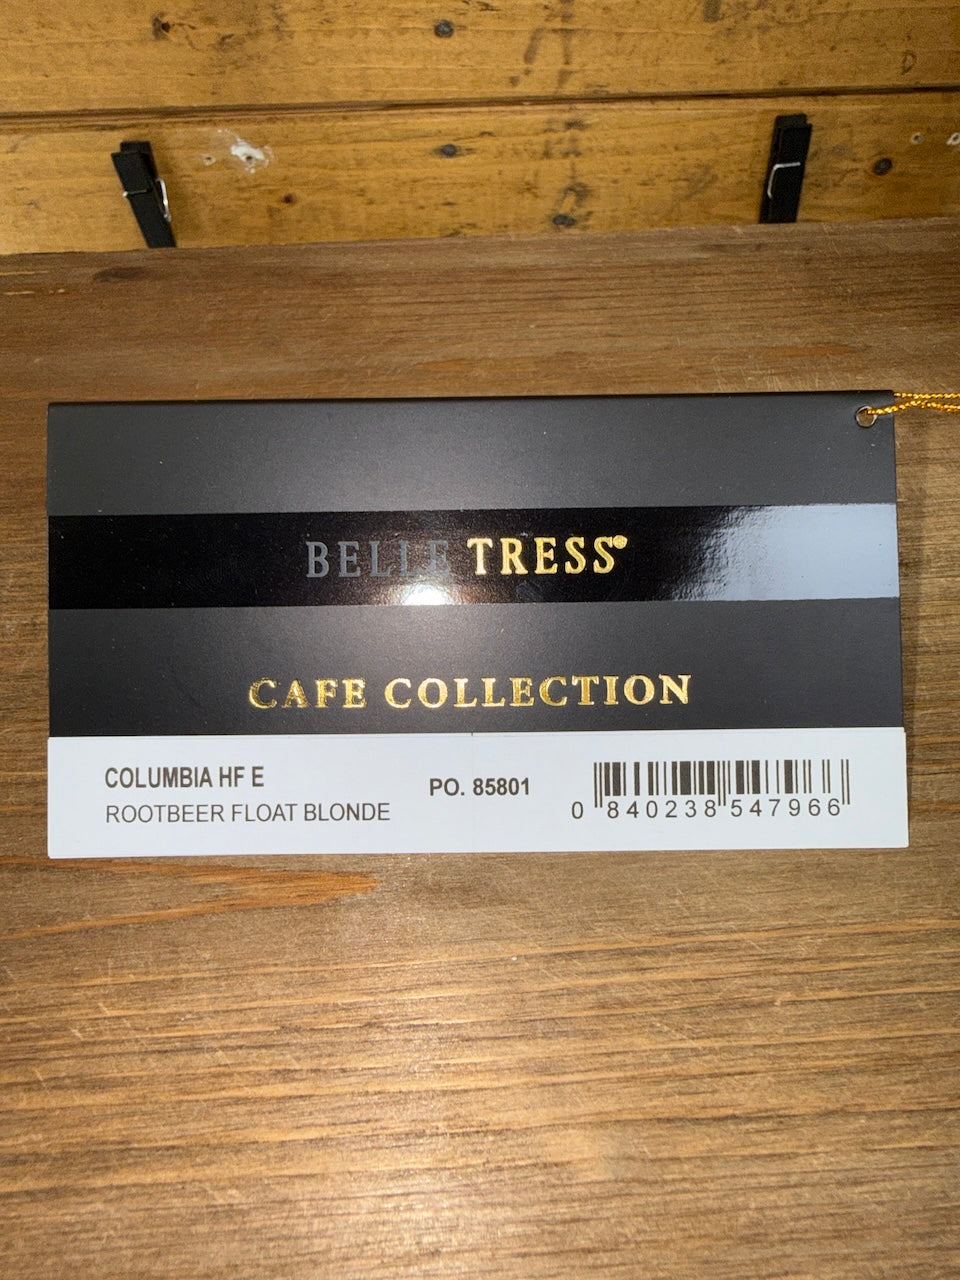 BELLE TRESS®
CAFE COLLECTION
COLUMBIA HF E
ROOTBEER FLOAT BLONDE
PO. 85801
0 840238 547966